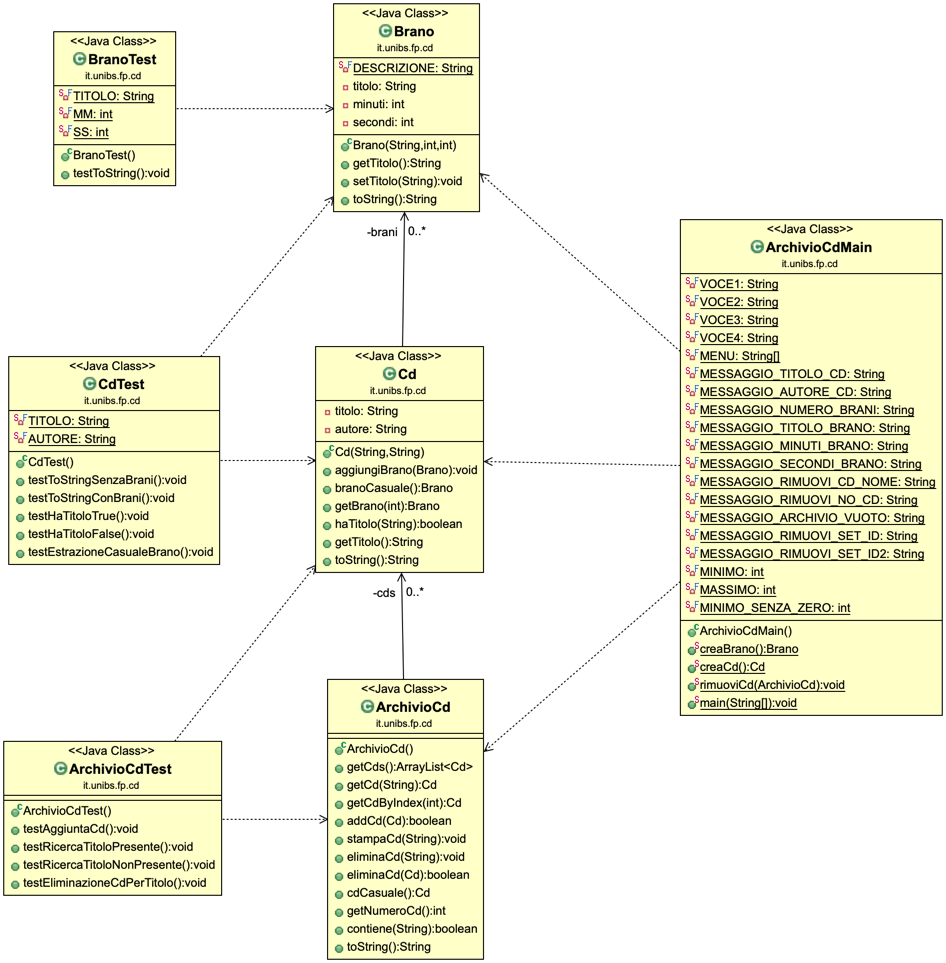 <<Java Class>>
BranoTest
it.unibs.fp.cd
TITOLO: String
MM: int
SS: int
BranoTest()
testToString():void
<<Java Class>>
Brano
it.unibs.fp.cd
DESCRIZIONE: String
titolo: String
minuti: int
secondi: int
Brano(String,int,int)
getTitolo():String
setTitolo(String):void
toString():String
-brani 0..*
<<Java Class>>
ArchivioCdMain
it.unibs.fp.cd
VOCE1: String
VOCE2: String
VOCE3: String
VOCE4: String
MENU: String[]
MESSAGGIO_TITOLO_CD: String
MESSAGGIO_AUTORE_CD: String
MESSAGGIO_NUMERO_BRANI: String
MESSAGGIO_TITOLO_BRANO: String
MESSAGGIO_MINUTI_BRANO: String
MESSAGGIO_SECONDI_BRANO: String
MESSAGGIO_RIMUOVI_CD_NOME: String
MESSAGGIO_RIMUOVI_NO_CD: String
MESSAGGIO_ARCHIVIO_VUOTO: String
MESSAGGIO_RIMUOVI_SET_ID: String
MESSAGGIO_RIMUOVI_SET_ID2: String
MINIMO: int
MASSIMO: int
MINIMO_SENZA_ZERO: int
ArchivioCdMain()
creaBrano():Brano
creaCd():Cd
rimuoviCd(ArchivioCd):void
main(String[]):void
<<Java Class>>
CdTest
it.unibs.fp.cd
TITOLO: String
AUTORE: String
CdTest()
testToStringSenzaBrani():void
testToStringConBrani():void
testHaTitoloTrue():void
testHaTitoloFalse():void
testEstrazioneCasualeBrano():void
<<Java Class>>
Cd
it.unibs.fp.cd
titolo: String
autore: String
Cd(String,String)
aggiungiBrano(Brano):void
branoCasuale():Brano
getBrano(int):Brano
haTitolo(String):boolean
getTitolo():String
toString():String
-cds 0..*
<<Java Class>>
ArchivioCdTest
it.unibs.fp.cd
ArchivioCdTest()
testAggiuntaCd():void
testRicercaTitoloPresente():void
testRicercaTitoloNonPresente():void
testEliminazioneCdPerTitolo():void
<<Java Class>>
ArchivioCd
it.unibs.fp.cd
ArchivioCd()
getCds():ArrayList<Cd>
getCd(String):Cd
getCdByIndex(int):Cd
addCd(Cd):boolean
stampaCd(String):void
eliminaCd(String):void
eliminaCd(Cd):boolean
cdCasuale():Cd
getNumeroCd():int
contiene(String):boolean
toString():String